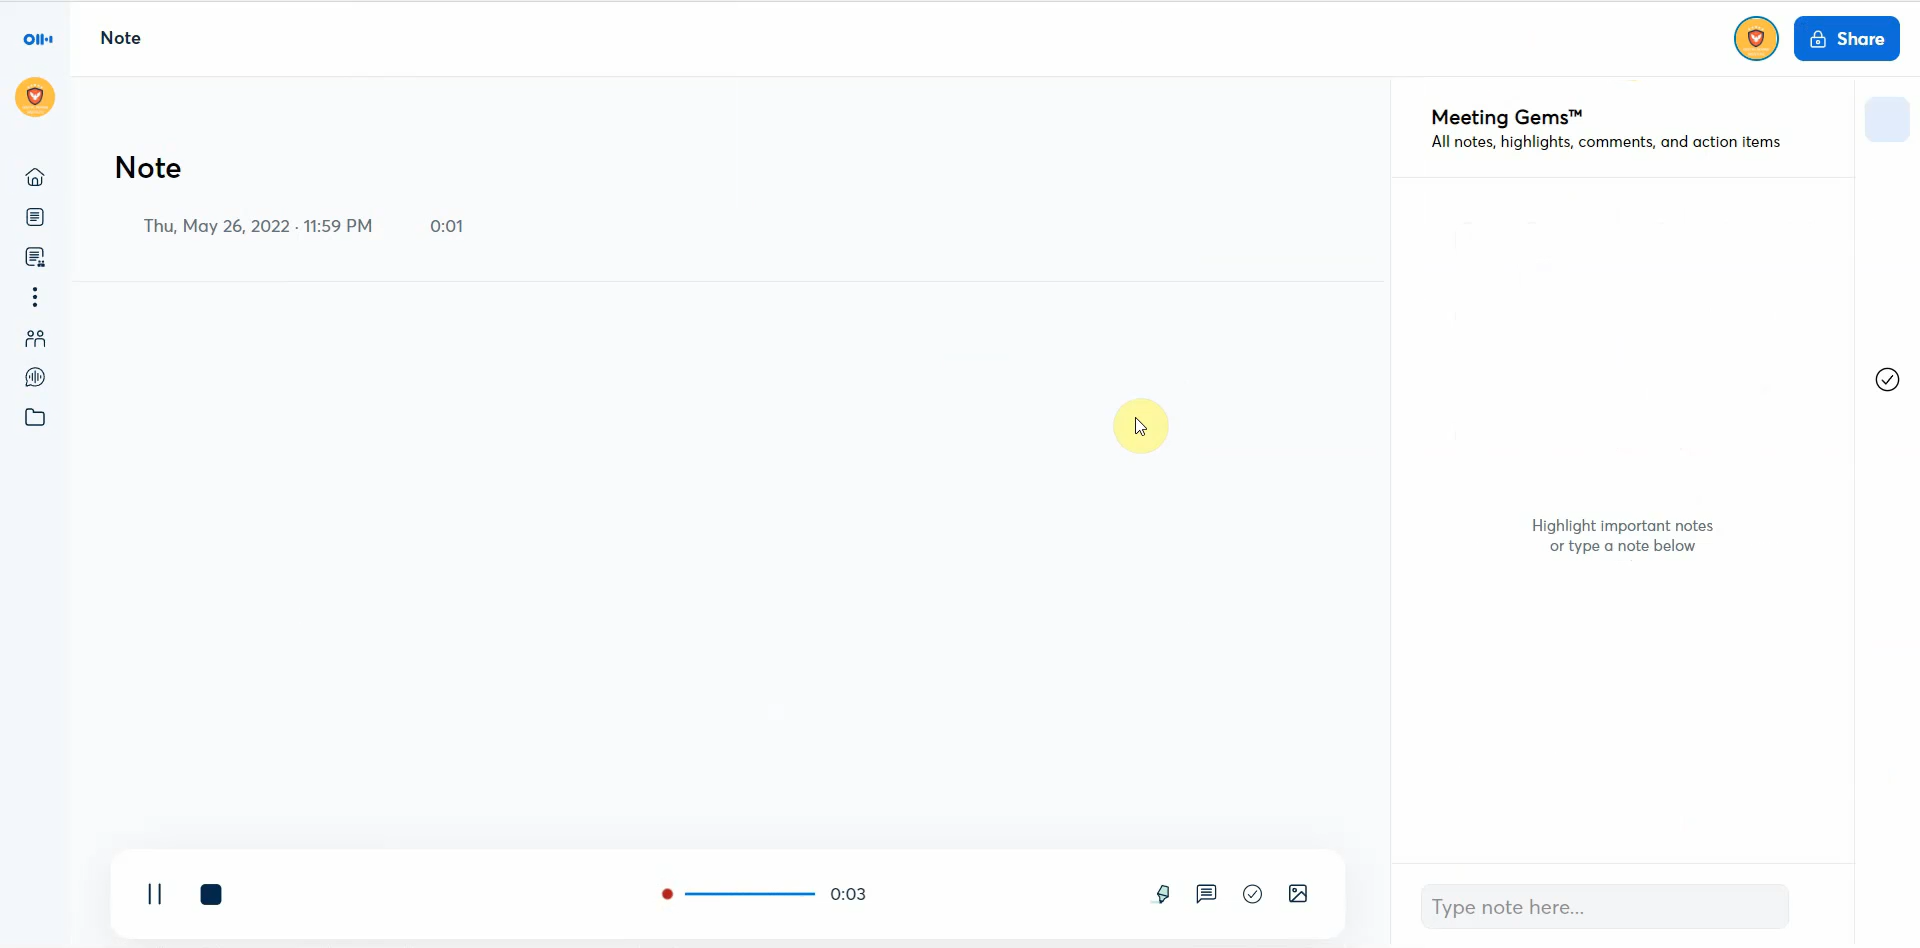 Note
Share
Note
Thu, May 26, 2022 · 11:59 PM 0:01
Meeting Gems™
All notes, highlights, comments, and action items
Highlight important notes
or type a note below
0:03
Type note here...